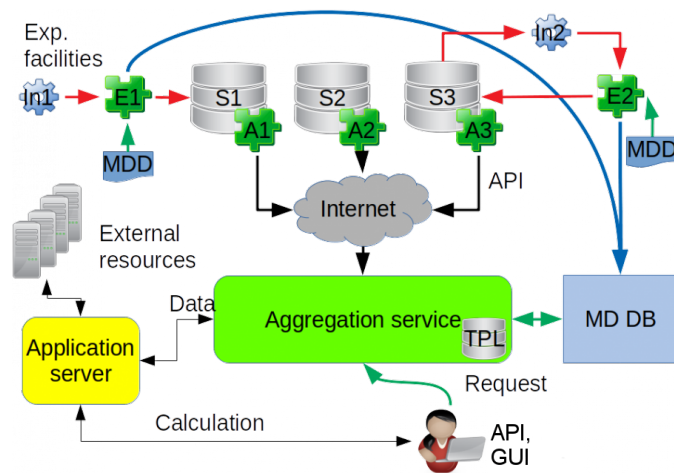 Exp.
facilities
In1
E1
MDD
S1
A1
S2
A2
S3
A3
In2
E2
MDD
API
Internet
External
resources
Data
Aggregation service
TPL
MD DB
Application
server
Request
Calculation
API,
GUI